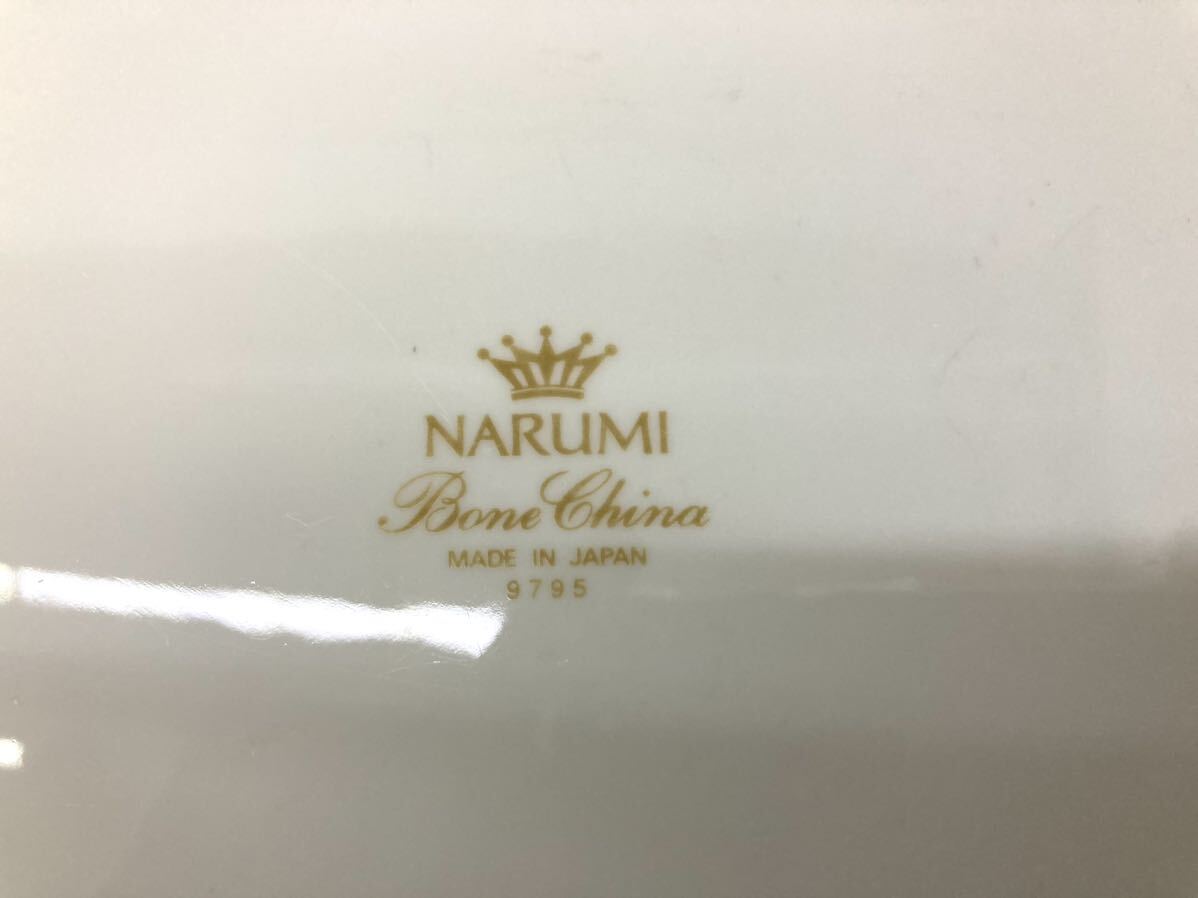 NARUMI
Bone China
MADE IN JAPAN
9795